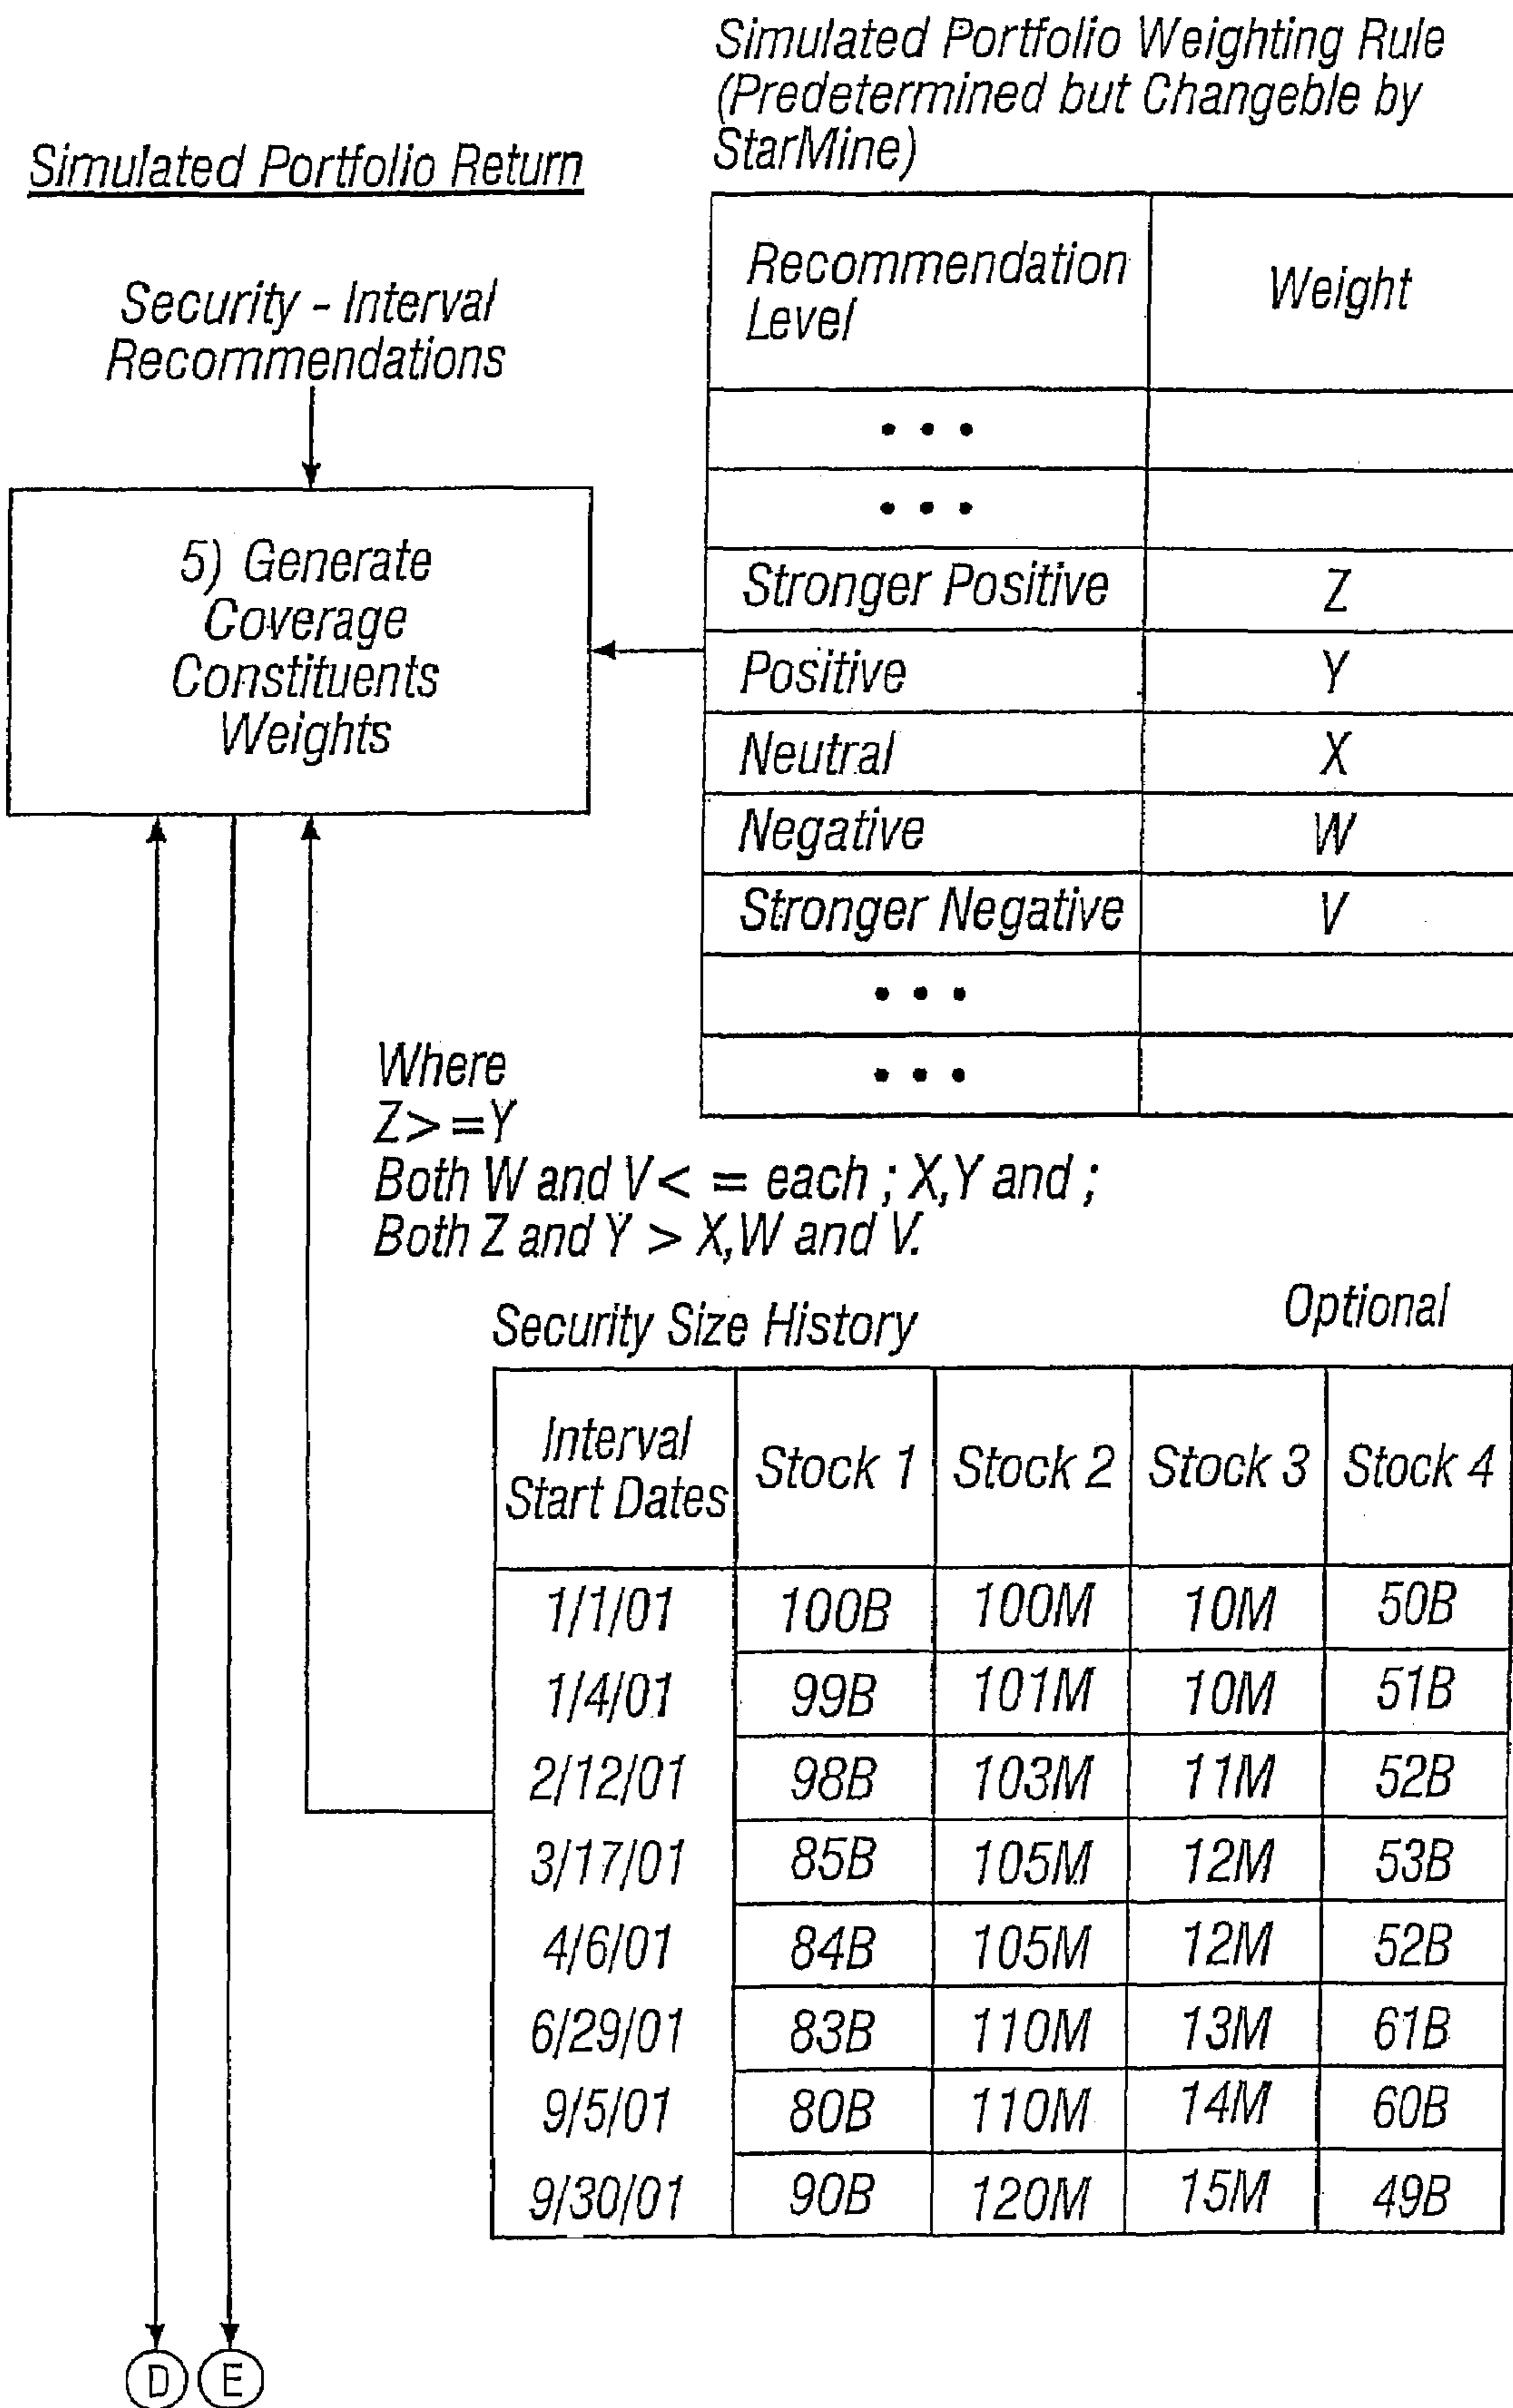 Simulated Portfolio Weighting Rule
(Predetermined but Changeble by
StarMine)
Simulated Portfolio Return
Security - Interval
Recommendations
5) Generate
Coverage
Constituents
Weights
Recommendation Level Weight
• • •
• • •
Stronger Positive Z
Positive Y
Neutral X
Negative W
Stronger Negative V
• • •
• • •
Where
Z> =Y
Both W and V< = each ; X,Y and ;
Both Z and Y > X,W and V.
Security Size History Optional
Interval Start Dates Stock 1 Stock 2 Stock 3 Stock 4
1/1/01 100B 100M 10M 50B
1/4/01 99B 101M 10M 51B
2/12/01 98B 103M 11M 52B
3/17/01 85B 105M 12M 53B
4/6/01 84B 105M 12M 52B
6/29/01 83B 110M 13M 61B
9/5/01 80B 110M 14M 60B
9/30/01 90B 120M 15M 49B
D E